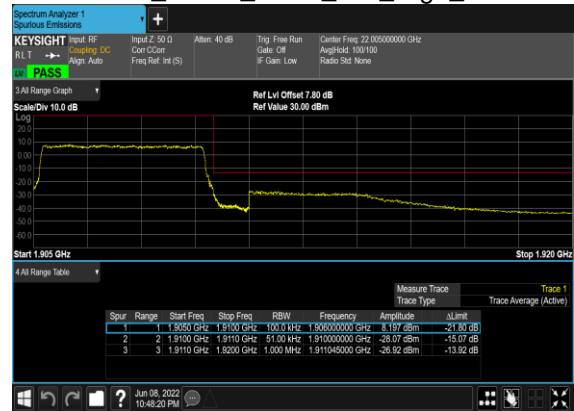 Spectrum Analyzer 1
Spurious Emissions
+
KEYSIGHT Input: RF Input Z: 50 Ω Atten: 40 dB Trig: Free Run Center Freq: 22.005000000 GHz
RLT Coupling: DC Corr CCorr Gate: Off Avg|Hold: 100/100
Align: Auto Freq Ref: Int (S) IF Gain: Low Radio Std: None
PASS
3 All Range Graph
Ref Lvl Offset 7.80 dB
Scale/Div 10.0 dB Ref Value 30.00 dBm
Log
20.0
10.0
0.00
-10.0
-20.0
-30.0
-40.0
-50.0
-60.0
Start 1.905 GHz Stop 1.920 GHz
4 All Range Table
Measure Trace Trace 1
Trace Type Trace Average (Active)
Spur Range Start Freq Stop Freq RBW Frequency Amplitude ΔLimit
1 1 1.9050 GHz 1.9100 GHz 100.0 kHz 1.906000000 GHz 8.197 dBm -21.80 dB
2 2 1.9100 GHz 1.9110 GHz 51.00 kHz 1.910000000 GHz -28.07 dBm -15.07 dB
3 3 1.9110 GHz 1.9200 GHz 1.000 MHz 1.911045000 GHz -26.92 dBm -13.92 dB
? Jun 08, 2022
10:48:20 PM